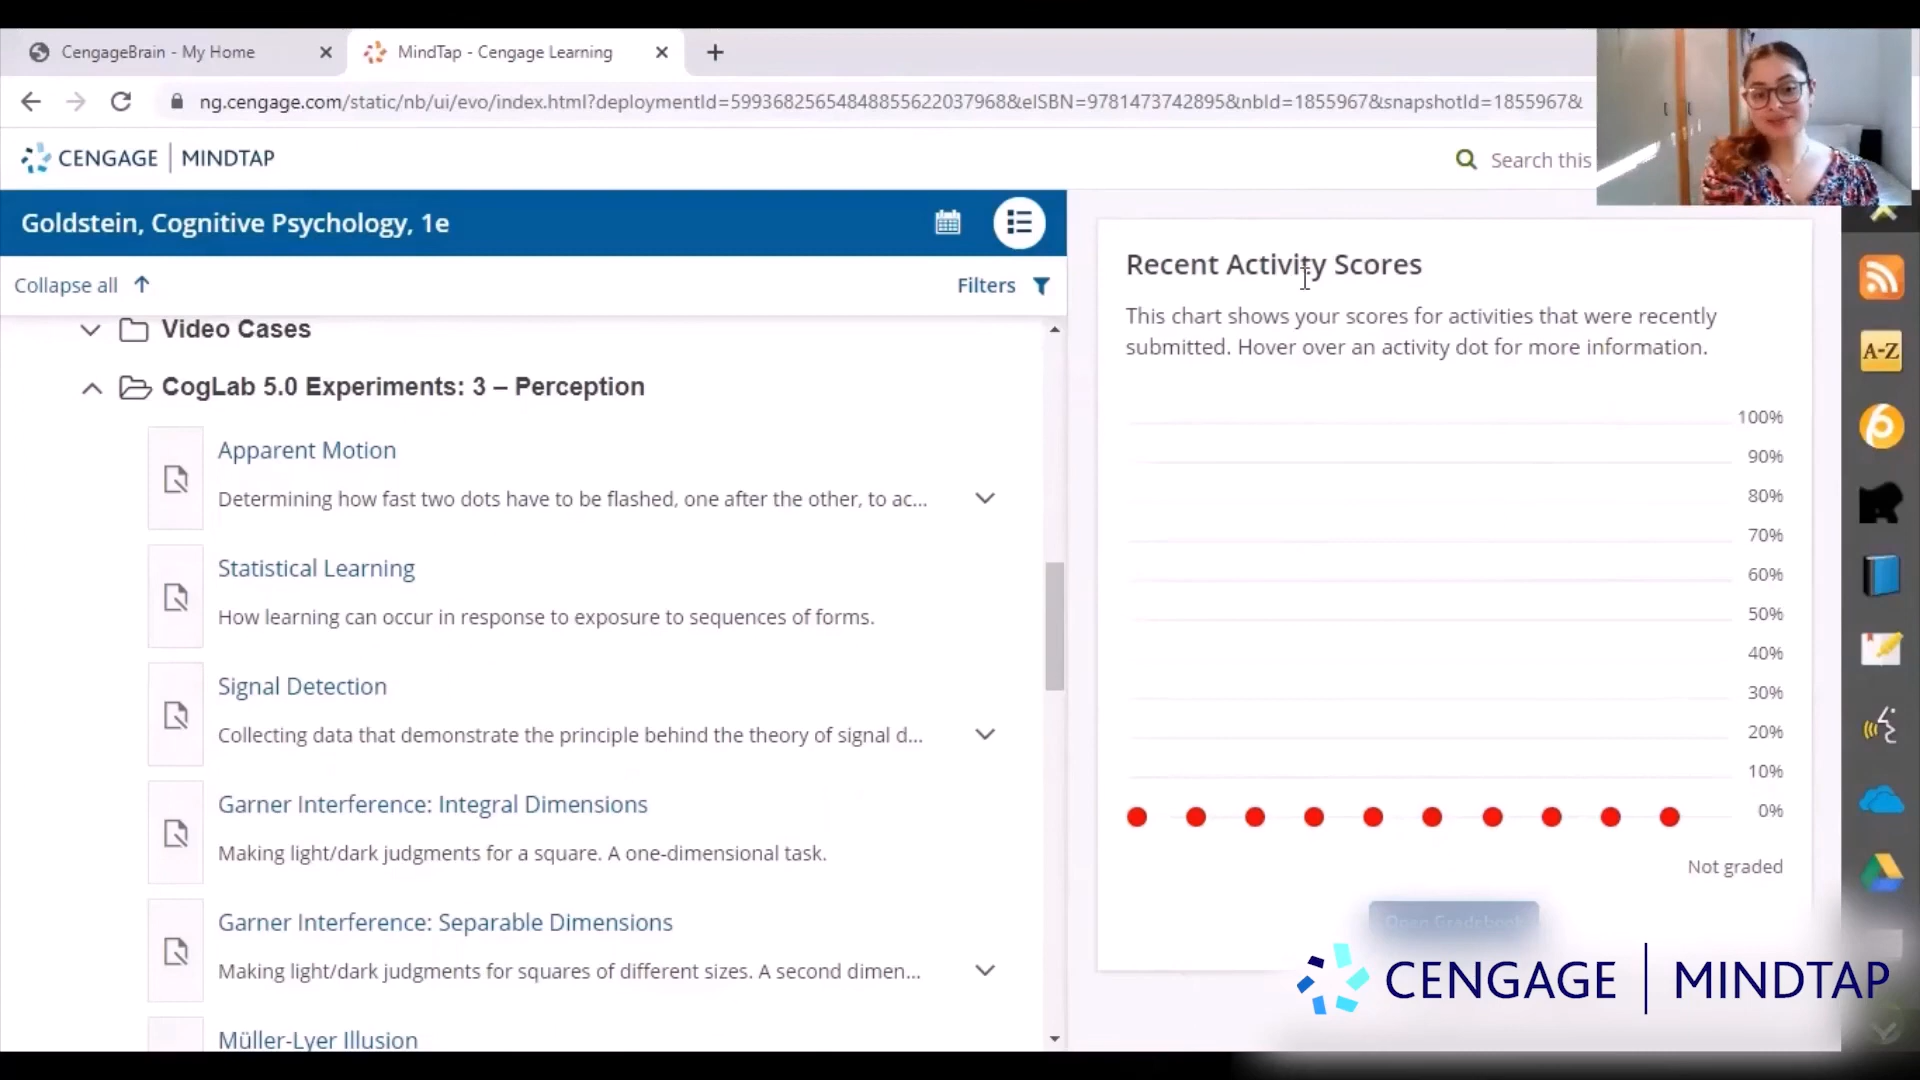 CengageBrain - My Home
MindTap - Cengage Learning
ng.cengage.com/static/nb/ui/evo/index.html?deploymentId=59936825654848855622037968&eISBN=9781473742895&nbId=1855967&snapshotId=1855967&
CENGAGE | MINDTAP
Search this
Goldstein, Cognitive Psychology, 1e
Collapse all
Filters
Video Cases
CogLab 5.0 Experiments: 3 – Perception
Apparent Motion
Determining how fast two dots have to be flashed, one after the other, to ac...
Statistical Learning
How learning can occur in response to exposure to sequences of forms.
Signal Detection
Collecting data that demonstrate the principle behind the theory of signal d...
Garner Interference: Integral Dimensions
Making light/dark judgments for a square. A one-dimensional task.
Garner Interference: Separable Dimensions
Making light/dark judgments for squares of different sizes. A second dimen...
Müller-Lyer Illusion
Recent Activity Scores
This chart shows your scores for activities that were recently
submitted. Hover over an activity dot for more information.
100%
90%
80%
70%
60%
50%
40%
30%
20%
10%
0%
Not graded
Open Gradebook
A-Z
CENGAGE | MINDTAP